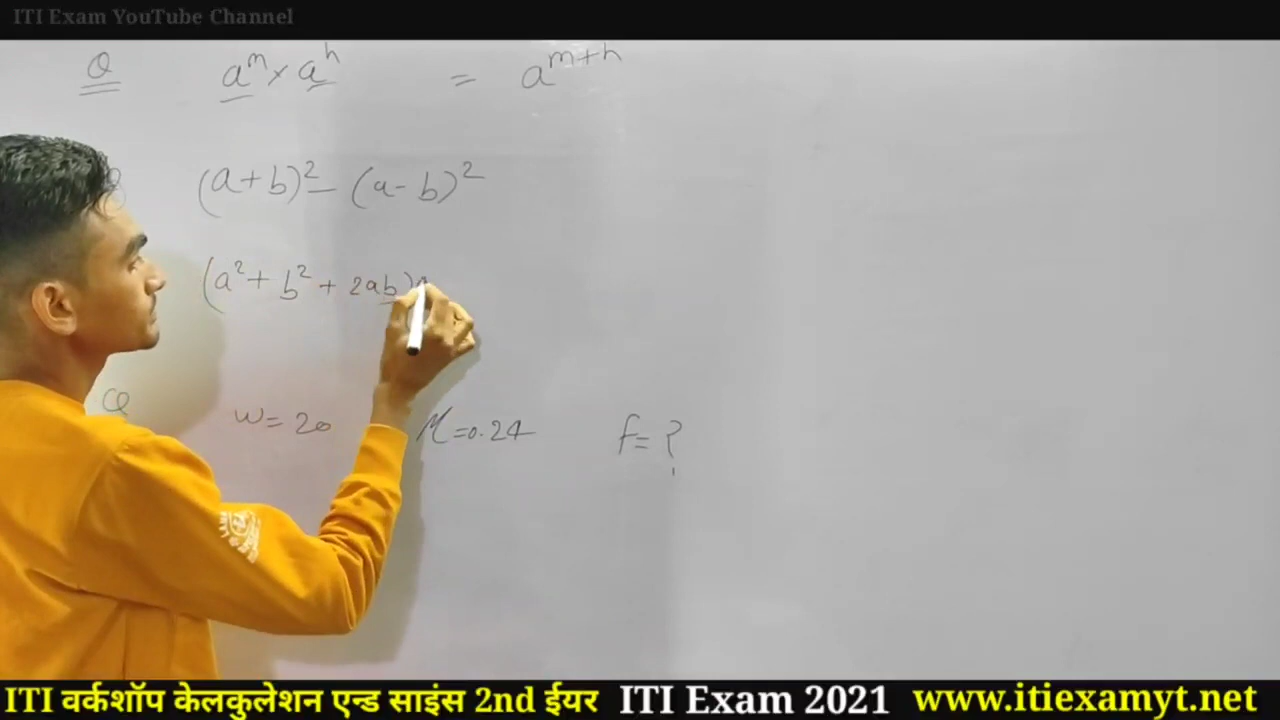 ITI Exam YouTube Channel
Q a^m × a^n = a^{m+n}
(a+b)² - (a-b)²
(a² + b² + 2ab)
Q w = 20 μ = 0.24 f = ?
ITI वर्कशॉप केलकुलेशन एन्ड साइंस 2nd ईयर ITI Exam 2021 www.itiexamyt.net